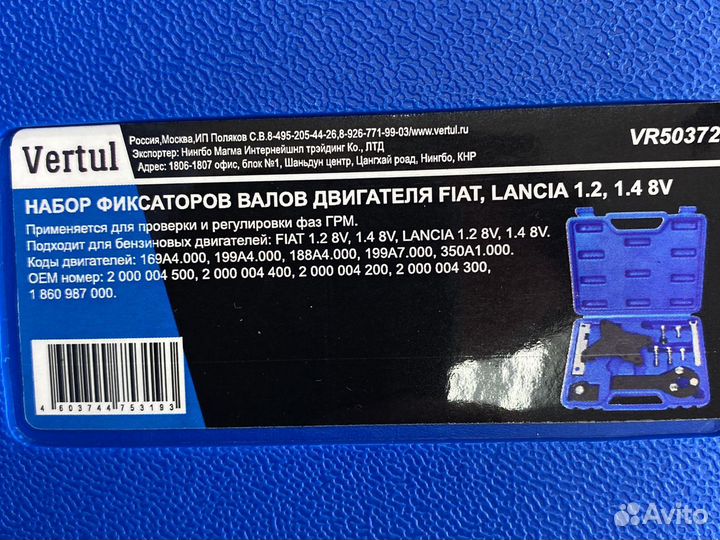 Vertul
Россия,Москва,ИП Поляков С.В.8-495-205-44-26,8-926-771-99-03/www.vertul.ru
Экспортер: Нингбо Магма Интернейшнл трэйдинг Ко., ЛТД
Адрес: 1806-1807 офис, блок №1, Шаньдун центр, Цангхай роад, Нингбо, КНР
VR50372
НАБОР ФИКСАТОРОВ ВАЛОВ ДВИГАТЕЛЯ FIAT, LANCIA 1.2, 1.4 8V
Применяется для проверки и регулировки фаз ГРМ.
Подходит для бензиновых двигателей: FIAT 1.2 8V, 1.4 8V, LANCIA 1.2 8V, 1.4 8V.
Коды двигателей: 169A4.000, 199A4.000, 188A4.000, 199A7.000, 350A1.000.
OEM номер: 2 000 004 500, 2 000 004 400, 2 000 004 200, 2 000 004 300,
1 860 987 000.
4 603744 753193
Avito